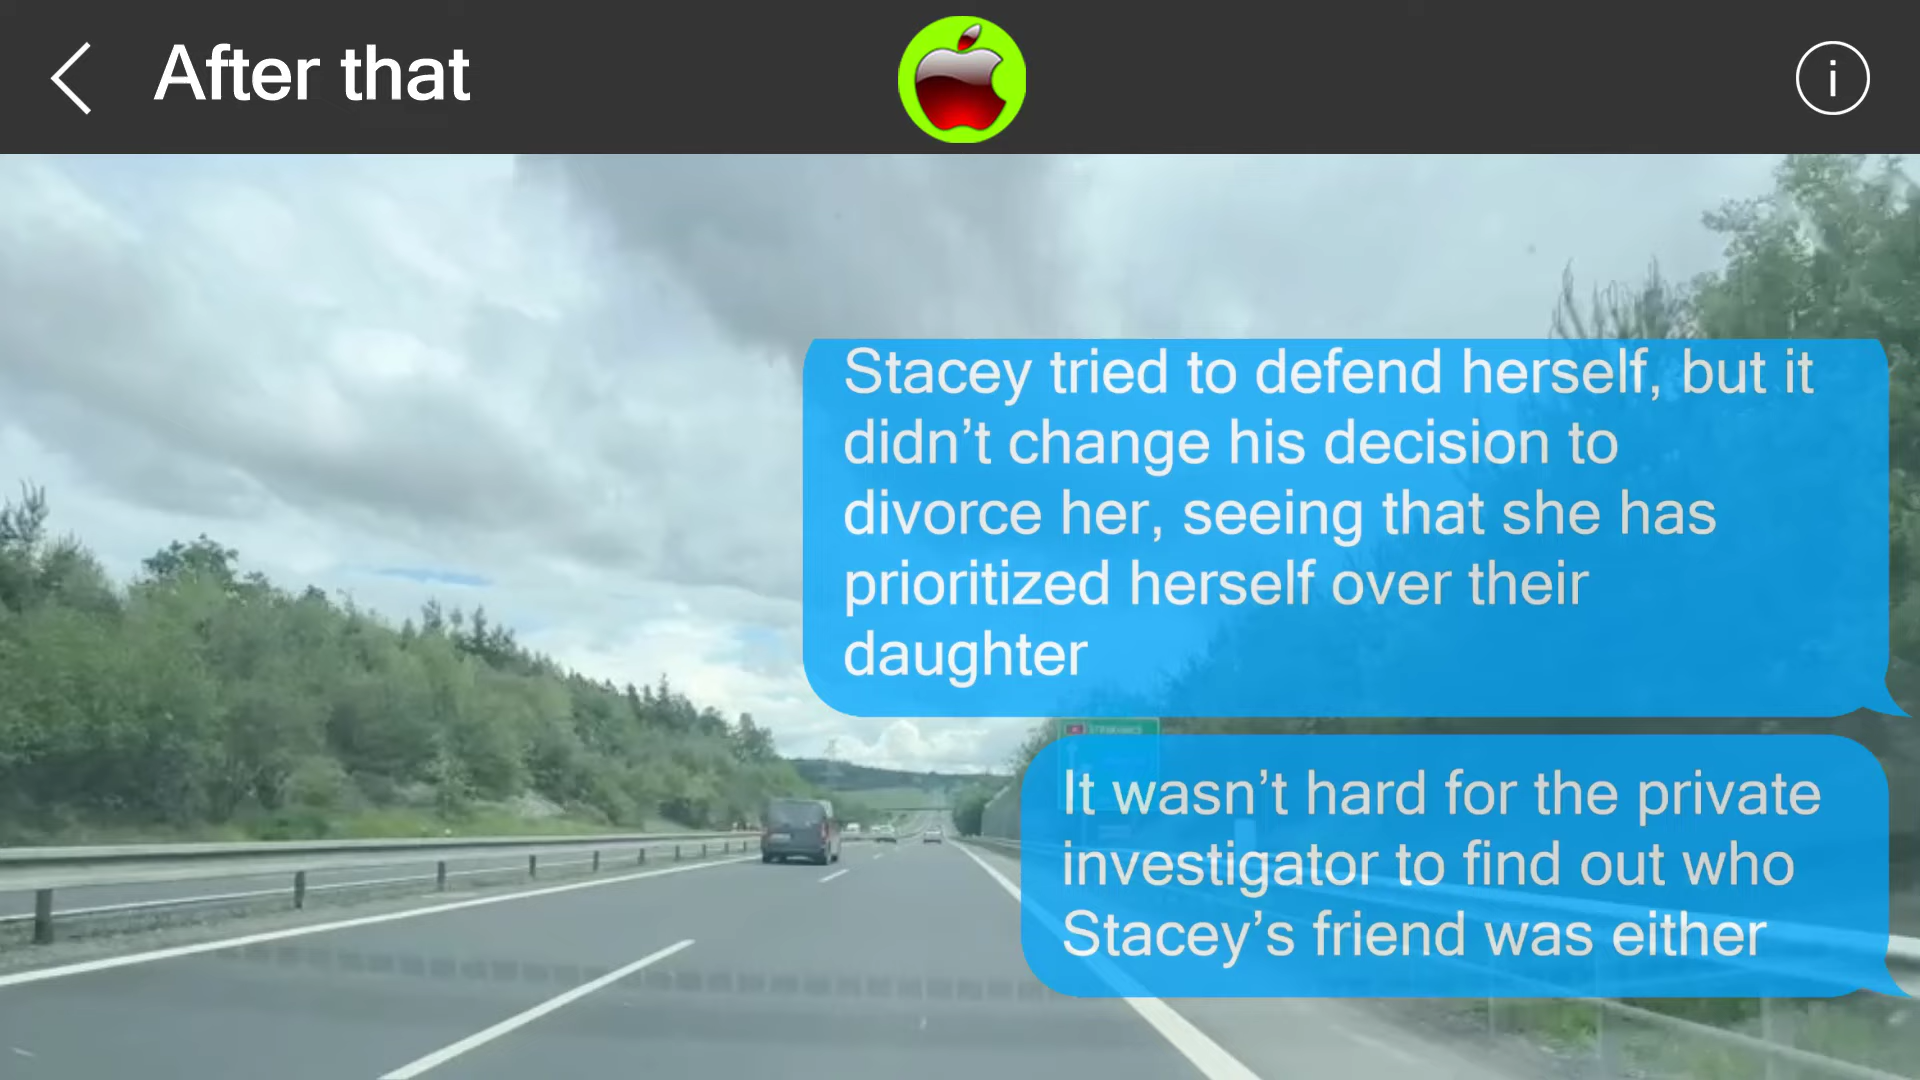 After that
Stacey tried to defend herself, but it
didn’t change his decision to
divorce her, seeing that she has
prioritized herself over their
daughter
It wasn’t hard for the private
investigator to find out who
Stacey’s friend was either